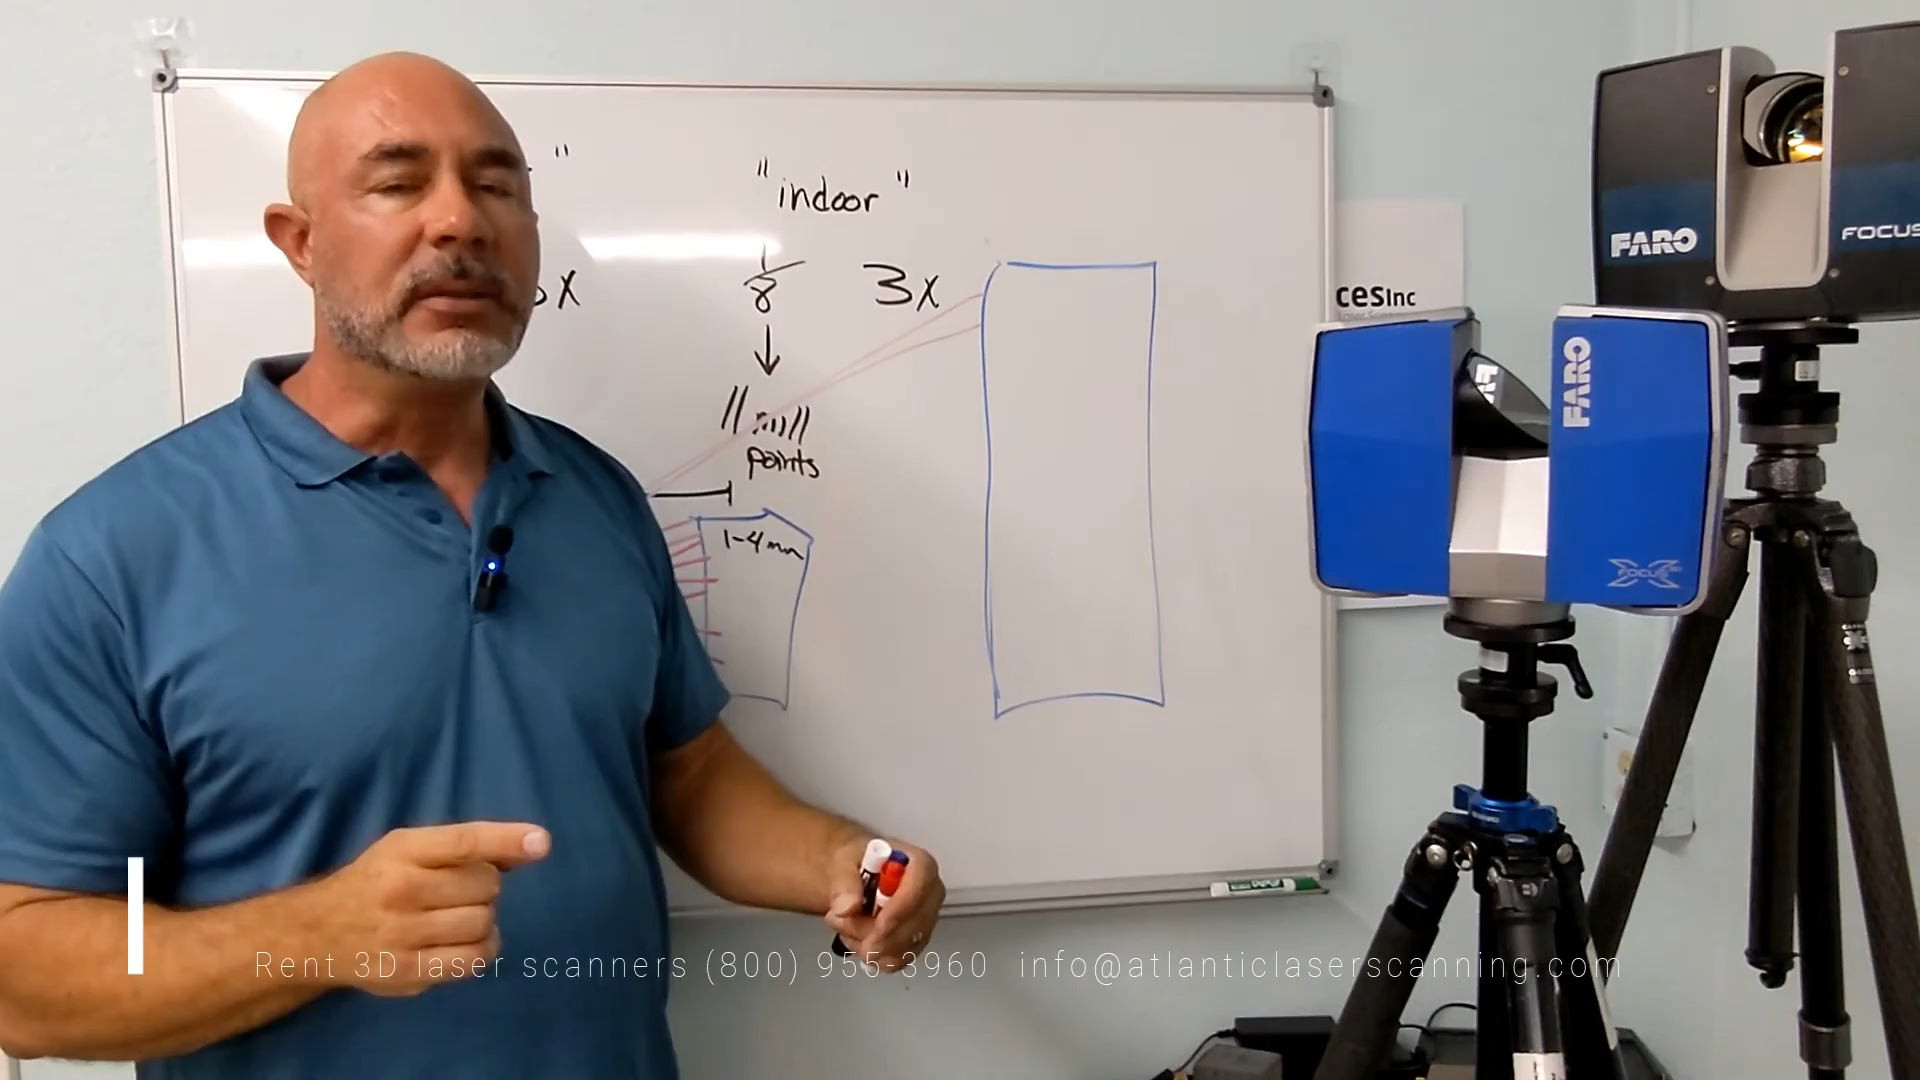 "indoor"
1/8
3x
x
points
1-4mm
cesinc
FARO
FOCUS
FARO
FOCUS 3D
Rent 3D laser scanners (800) 955-3960 info@atlanticlaserscanning.com